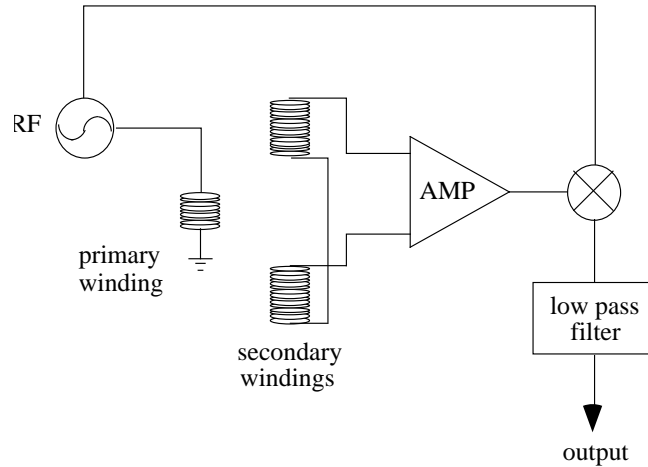 RF
AMP
primary
winding
secondary
windings
low pass
filter
output